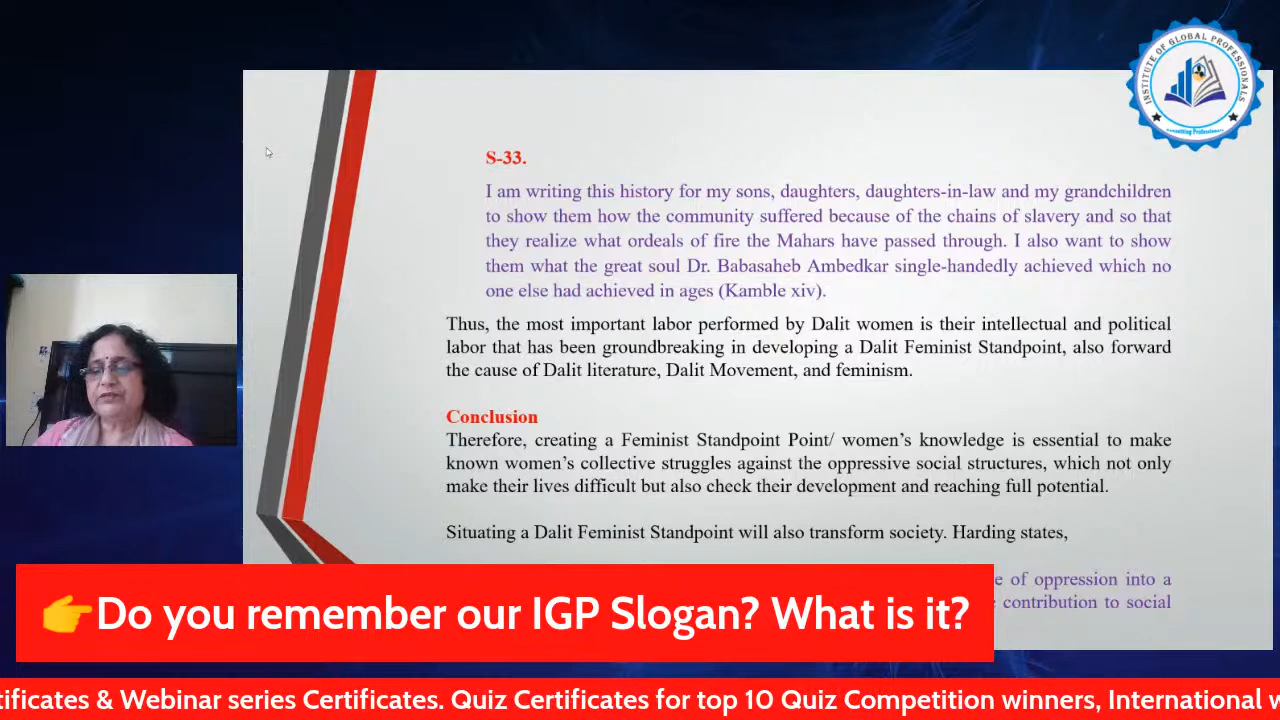 INSTITUTE OF GLOBAL PROFESSIONALS
S-33.
I am writing this history for my sons, daughters, daughters-in-law and my grandchildren
to show them how the community suffered because of the chains of slavery and so that
they realize what ordeals of fire the Mahars have passed through. I also want to show
them what the great soul Dr. Babasaheb Ambedkar single-handedly achieved which no
one else had achieved in ages (Kamble xiv).
Thus, the most important labor performed by Dalit women is their intellectual and political
labor that has been groundbreaking in developing a Dalit Feminist Standpoint, also forward
the cause of Dalit literature, Dalit Movement, and feminism.
Conclusion
Therefore, creating a Feminist Standpoint Point/ women's knowledge is essential to make
known women's collective struggles against the oppressive social structures, which not only
make their lives difficult but also check their development and reaching full potential.
Situating a Dalit Feminist Standpoint will also transform society. Harding states,
of oppression into a
contribution to social
👉Do you remember our IGP Slogan? What is it?
tificates & Webinar series Certificates. Quiz Certificates for top 10 Quiz Competition winners, International w